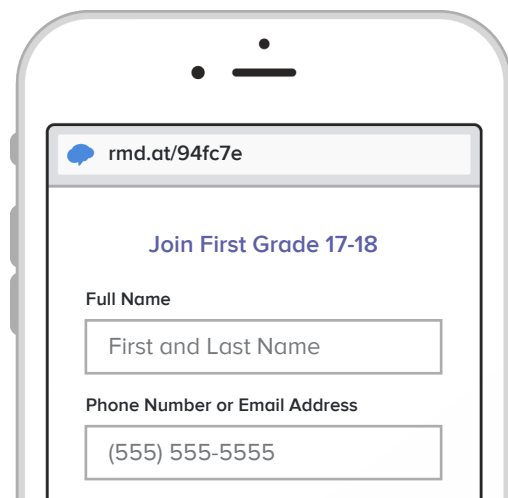 rmd.at/94fc7e
Join First Grade 17-18
Full Name
First and Last Name
Phone Number or Email Address
(555) 555-5555